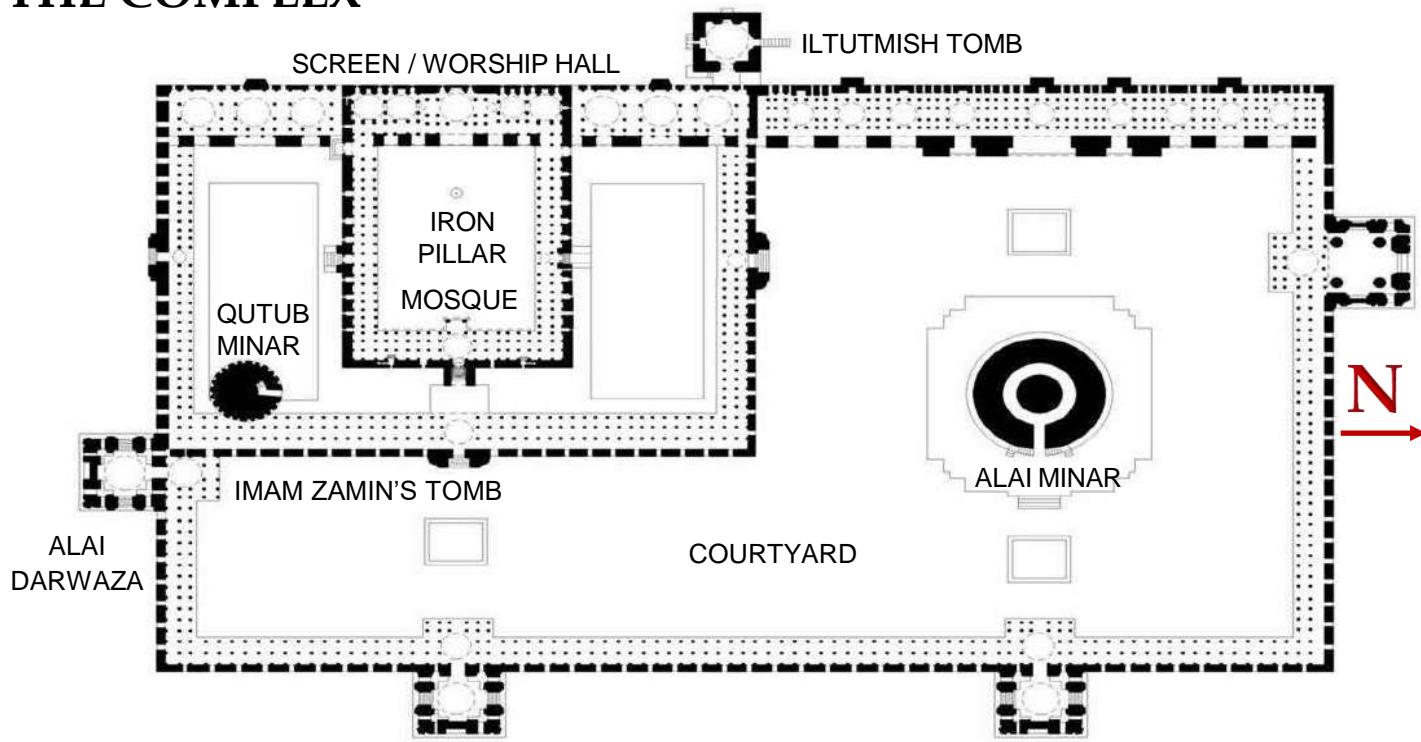 THE COMPLEX
ILTUTMISH TOMB
SCREEN / WORSHIP HALL
IRON
PILLAR
MOSQUE
QUTUB
MINAR
N
ALAI MINAR
IMAM ZAMIN'S TOMB
ALAI
DARWAZA
COURTYARD